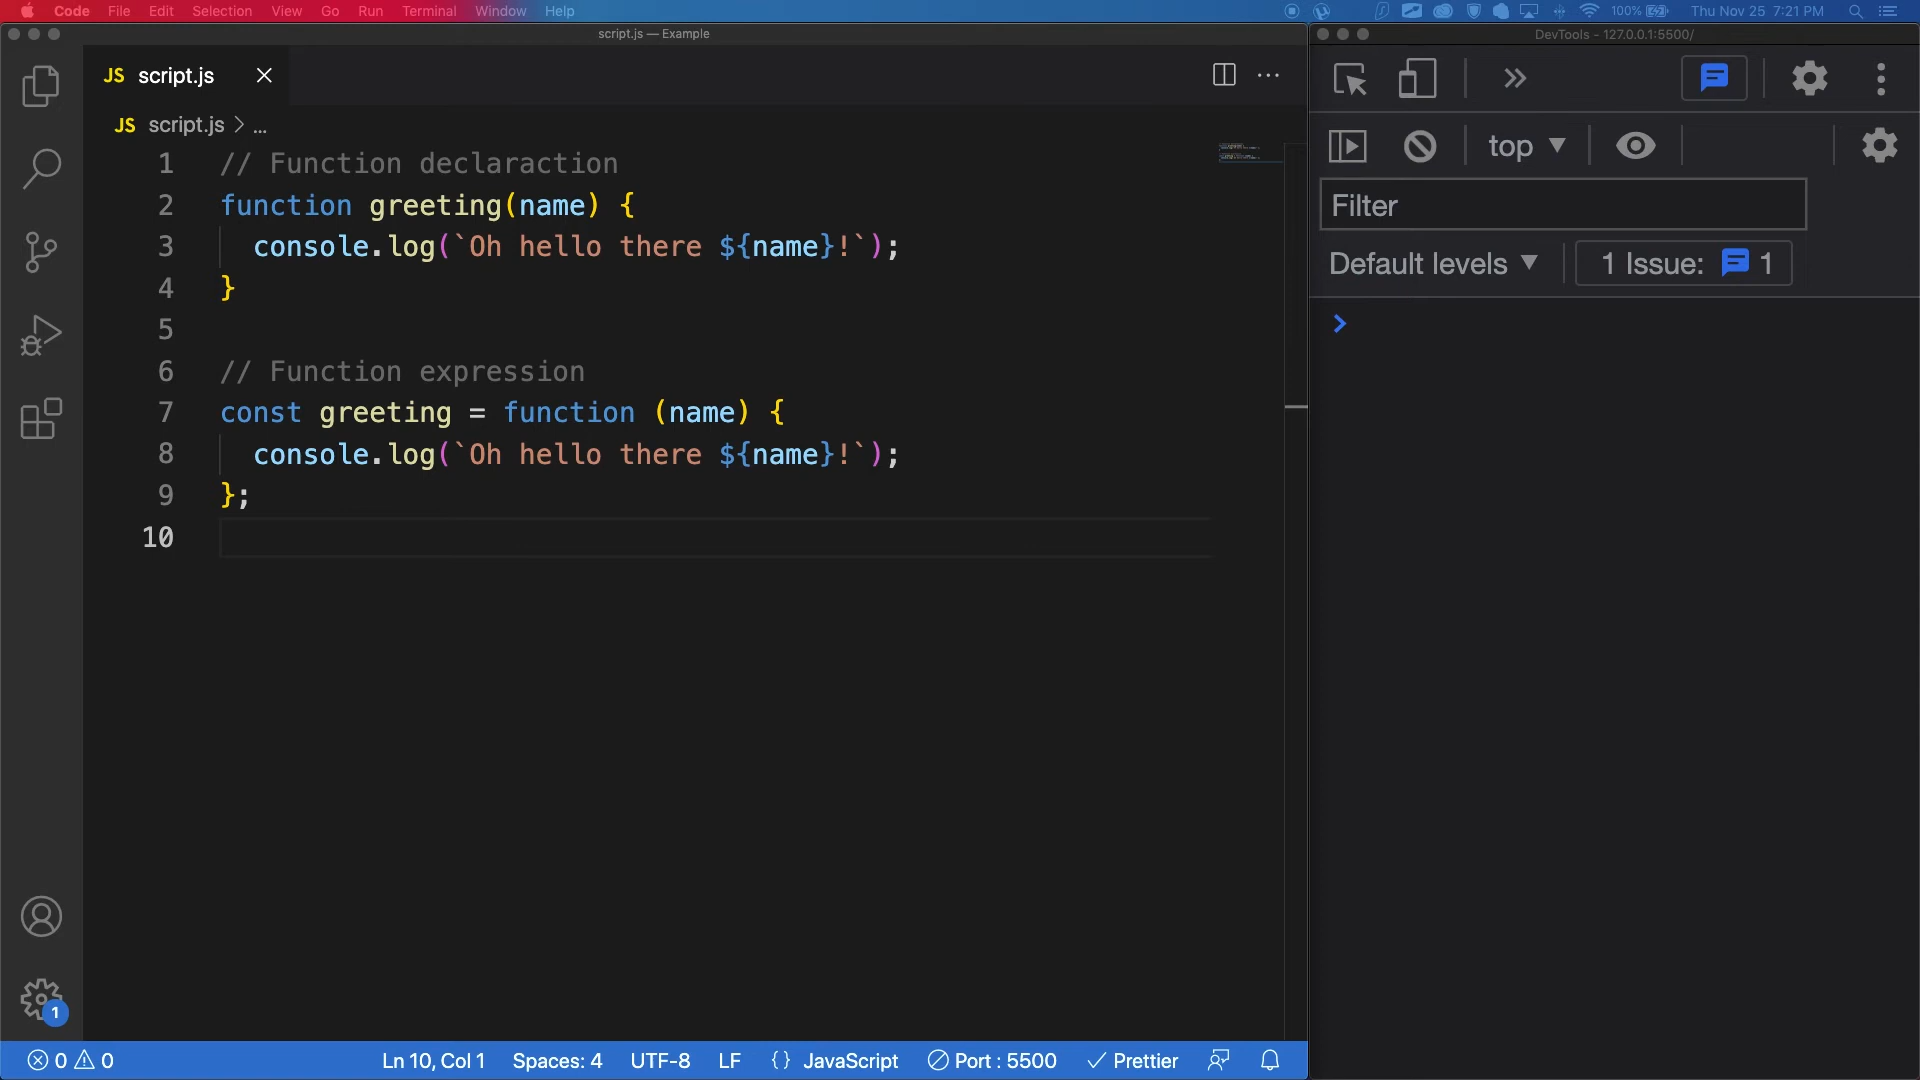 Code File Edit Selection View Go Run Terminal Window Help 100% Thu Nov 25 7:21 PM
script.js — Example
JS script.js
JS script.js > ...
1 // Function declaraction
2 function greeting(name) {
3 console.log(`Oh hello there ${name}!`);
4 }
5
6 // Function expression
7 const greeting = function (name) {
8 console.log(`Oh hello there ${name}!`);
9 };
10
1
0 0 Ln 10, Col 1 Spaces: 4 UTF-8 LF {} JavaScript Port : 5500 Prettier
DevTools - 127.0.0.1:5500/
top
Filter
Default levels 1 Issue: 1